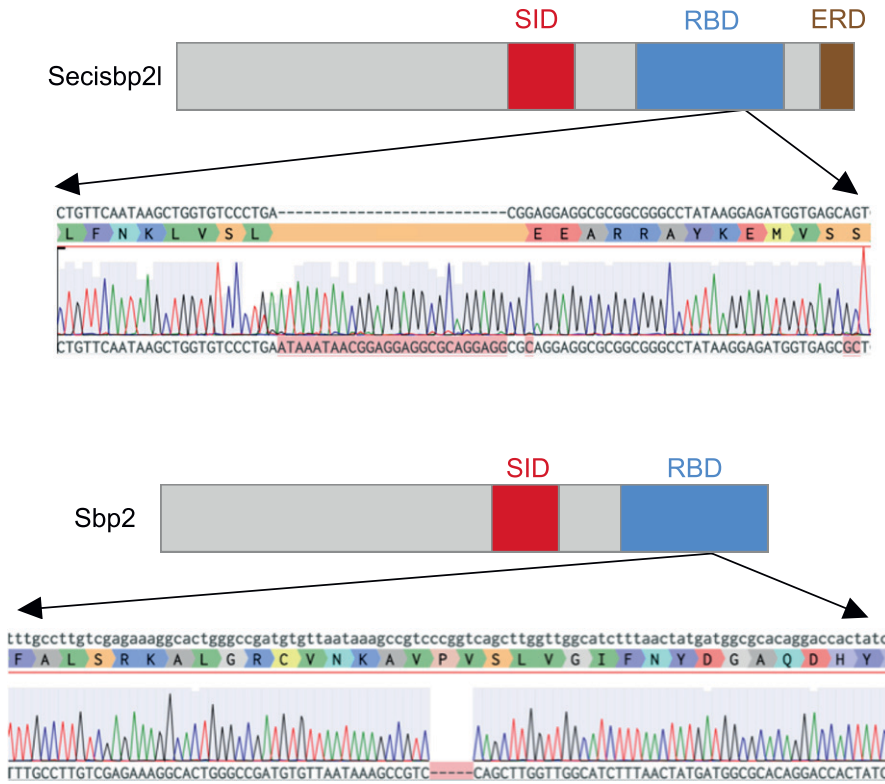 SID
RBD
ERD
Secisbp2l
CTGTTCAATAAGCTGGTGTCCCTGA--------------------------CGGAGGAGGCGCGGCGGGCCTATAAGGAGATGGTGAGCAGT
L F N K L V S L E E A R R A Y K E M V S S
CTGTTCAATAAGCTGGTGTCCCTGAATAAATAACGGAGGAGGCGCAGGAGGCGCAGGAGGCGCGGCGGGCCTATAAGGAGATGGTGAGCGCT
SID
RBD
Sbp2
tttgccttgtcgagaaaggcactgggccgatgtgttaataaagccgtcccggtcagcttggttggcatctttaactatgatggcgcacaggaccactatc
F A L S R K A L G R C V N K A V P V S L V G I F N Y D G A Q D H Y
TTTGCCTTGTCGAGAAAGGCACTGGGCCGATGTGTTAATAAAGCCGTC-----CAGCTTGGTTGGCATCTTTAACTATGATGGCGCACAGGACCACTATC